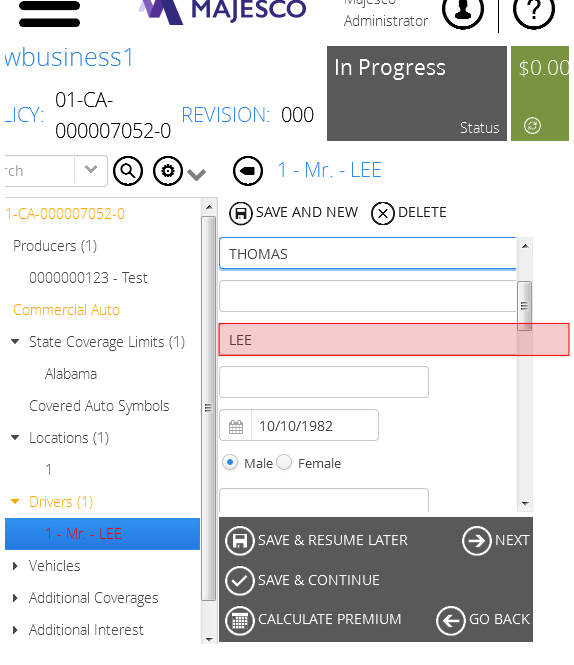 MAJESCO
Majesco
Administrator
?
wbusiness1
LICY: 01-CA-000007052-0 REVISION: 000
In Progress
Status
$0.00
rch
1 - Mr. - LEE
1-CA-000007052-0
Producers (1)
0000000123 - Test
Commercial Auto
State Coverage Limits (1)
Alabama
Covered Auto Symbols
Locations (1)
1
Drivers (1)
1 - Mr. - LEE
Vehicles
Additional Coverages
Additional Interest
SAVE AND NEW DELETE
THOMAS
LEE
10/10/1982
Male Female
SAVE & RESUME LATER NEXT
SAVE & CONTINUE
CALCULATE PREMIUM GO BACK